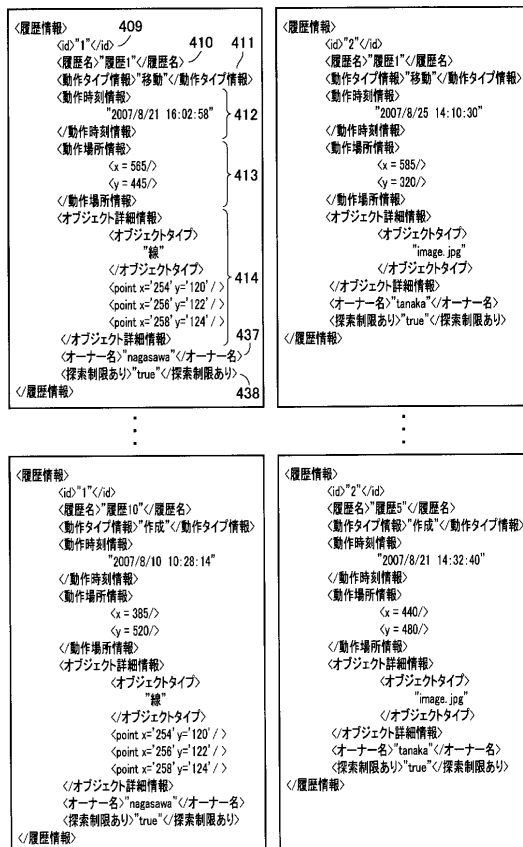 <履歴情報>
<id>"1"</id>
409
<履歴名>"履歴1"</履歴名>
410
411
<動作タイプ情報>"移動"</動作タイプ情報>
<動作時刻情報>
"2007/8/21 16:02:58"
412
</動作時刻情報>
<動作場所情報>
<x = 565/>
413
<y = 445/>
</動作場所情報>
<オブジェクト詳細情報>
<オブジェクトタイプ>
"線"
</オブジェクトタイプ>
414
<point x='254' y='120' / >
<point x='256' y='122' / >
<point x='258' y='124' / >
</オブジェクト詳細情報>
437
<オーナー名>"nagasawa"</オーナー名>
<探索制限あり>"true"</探索制限あり>
438
</履歴情報>
<履歴情報>
<id>"2"</id>
<履歴名>"履歴1"</履歴名>
<動作タイプ情報>"移動"</動作タイプ情報>
<動作時刻情報>
"2007/8/25 14:10:30"
</動作時刻情報>
<動作場所情報>
<x = 585/>
<y = 320/>
</動作場所情報>
<オブジェクト詳細情報>
<オブジェクトタイプ>
"image.jpg"
</オブジェクトタイプ>
</オブジェクト詳細情報>
<オーナー名>"tanaka"</オーナー名>
<探索制限あり>"true"</探索制限あり>
</履歴情報>
<履歴情報>
<id>"1"</id>
<履歴名>"履歴10"</履歴名>
<動作タイプ情報>"作成"</動作タイプ情報>
<動作時刻情報>
"2007/8/10 10:28:14"
</動作時刻情報>
<動作場所情報>
<x = 385/>
<y = 520/>
</動作場所情報>
<オブジェクト詳細情報>
<オブジェクトタイプ>
"線"
</オブジェクトタイプ>
<point x='254' y='120' / >
<point x='256' y='122' / >
<point x='258' y='124' / >
</オブジェクト詳細情報>
<オーナー名>"nagasawa"</オーナー名>
<探索制限あり>"true"</探索制限あり>
</履歴情報>
<履歴情報>
<id>"2"</id>
<履歴名>"履歴5"</履歴名>
<動作タイプ情報>"作成"</動作タイプ情報>
<動作時刻情報>
"2007/8/21 14:32:40"
</動作時刻情報>
<動作場所情報>
<x = 440/>
<y = 480/>
</動作場所情報>
<オブジェクト詳細情報>
<オブジェクトタイプ>
"image.jpg"
</オブジェクトタイプ>
</オブジェクト詳細情報>
<オーナー名>"tanaka"</オーナー名>
<探索制限あり>"true"</探索制限あり>
</履歴情報>